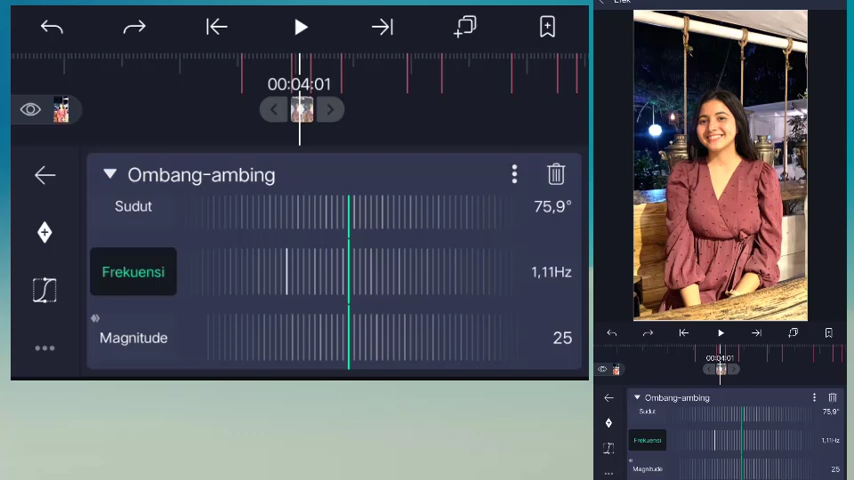 00:04:01
Ombang-ambing
Sudut
75,9°
Frekuensi
1,11Hz
Magnitude
25
00:04:01
Ombang-ambing
Sudut
75,9°
Frekuensi
1,11Hz
Magnitude
25